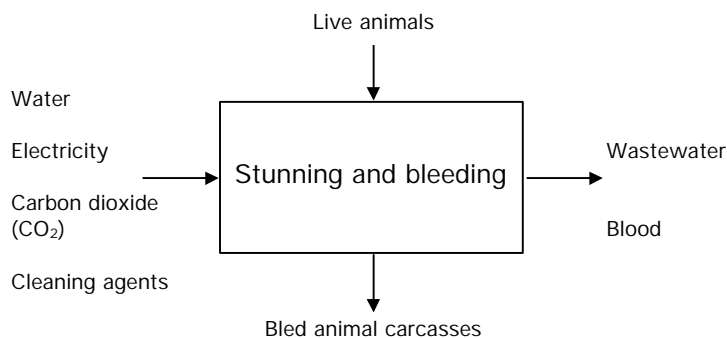 Live animals
Water
Electricity
Carbon dioxide
(CO₂)
Cleaning agents
Stunning and bleeding
Wastewater
Blood
Bled animal carcasses